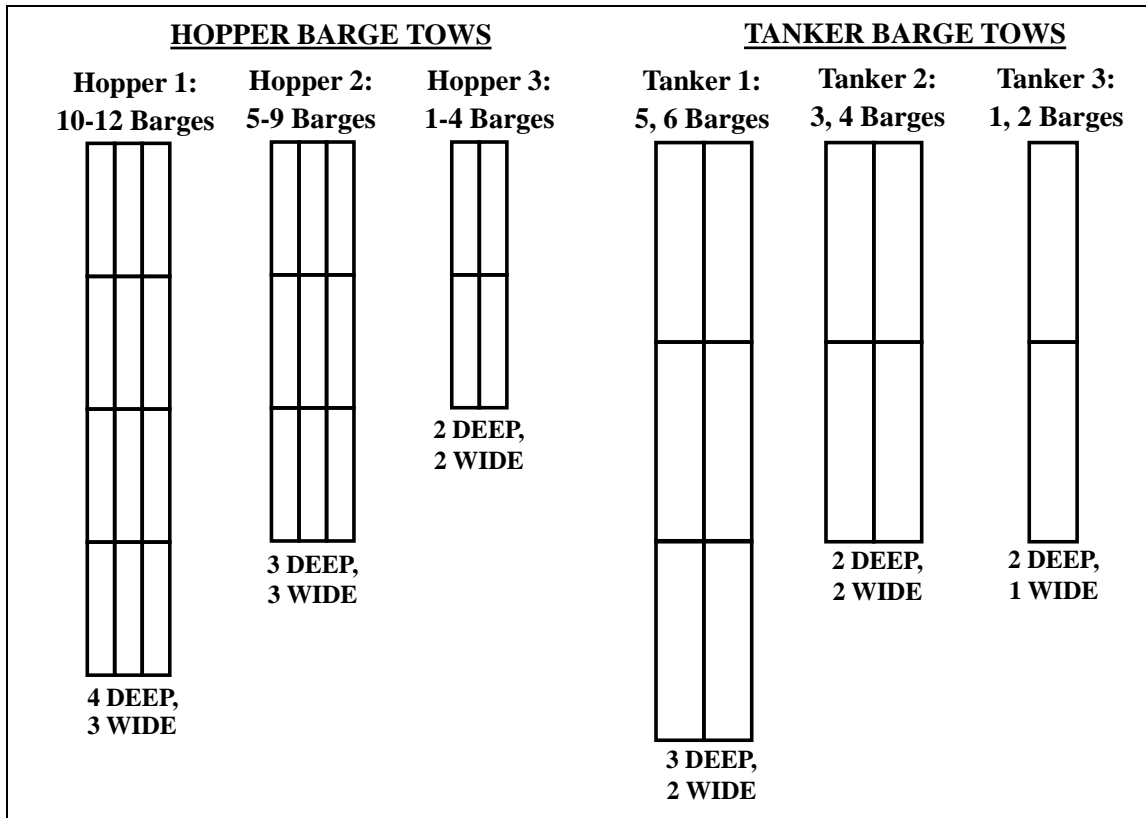 HOPPER BARGE TOWS
Hopper 1:
10-12 Barges
4 DEEP,
3 WIDE
Hopper 2:
5-9 Barges
3 DEEP,
3 WIDE
Hopper 3:
1-4 Barges
2 DEEP,
2 WIDE
TANKER BARGE TOWS
Tanker 1:
5, 6 Barges
3 DEEP,
2 WIDE
Tanker 2:
3, 4 Barges
2 DEEP,
2 WIDE
Tanker 3:
1, 2 Barges
2 DEEP,
1 WIDE